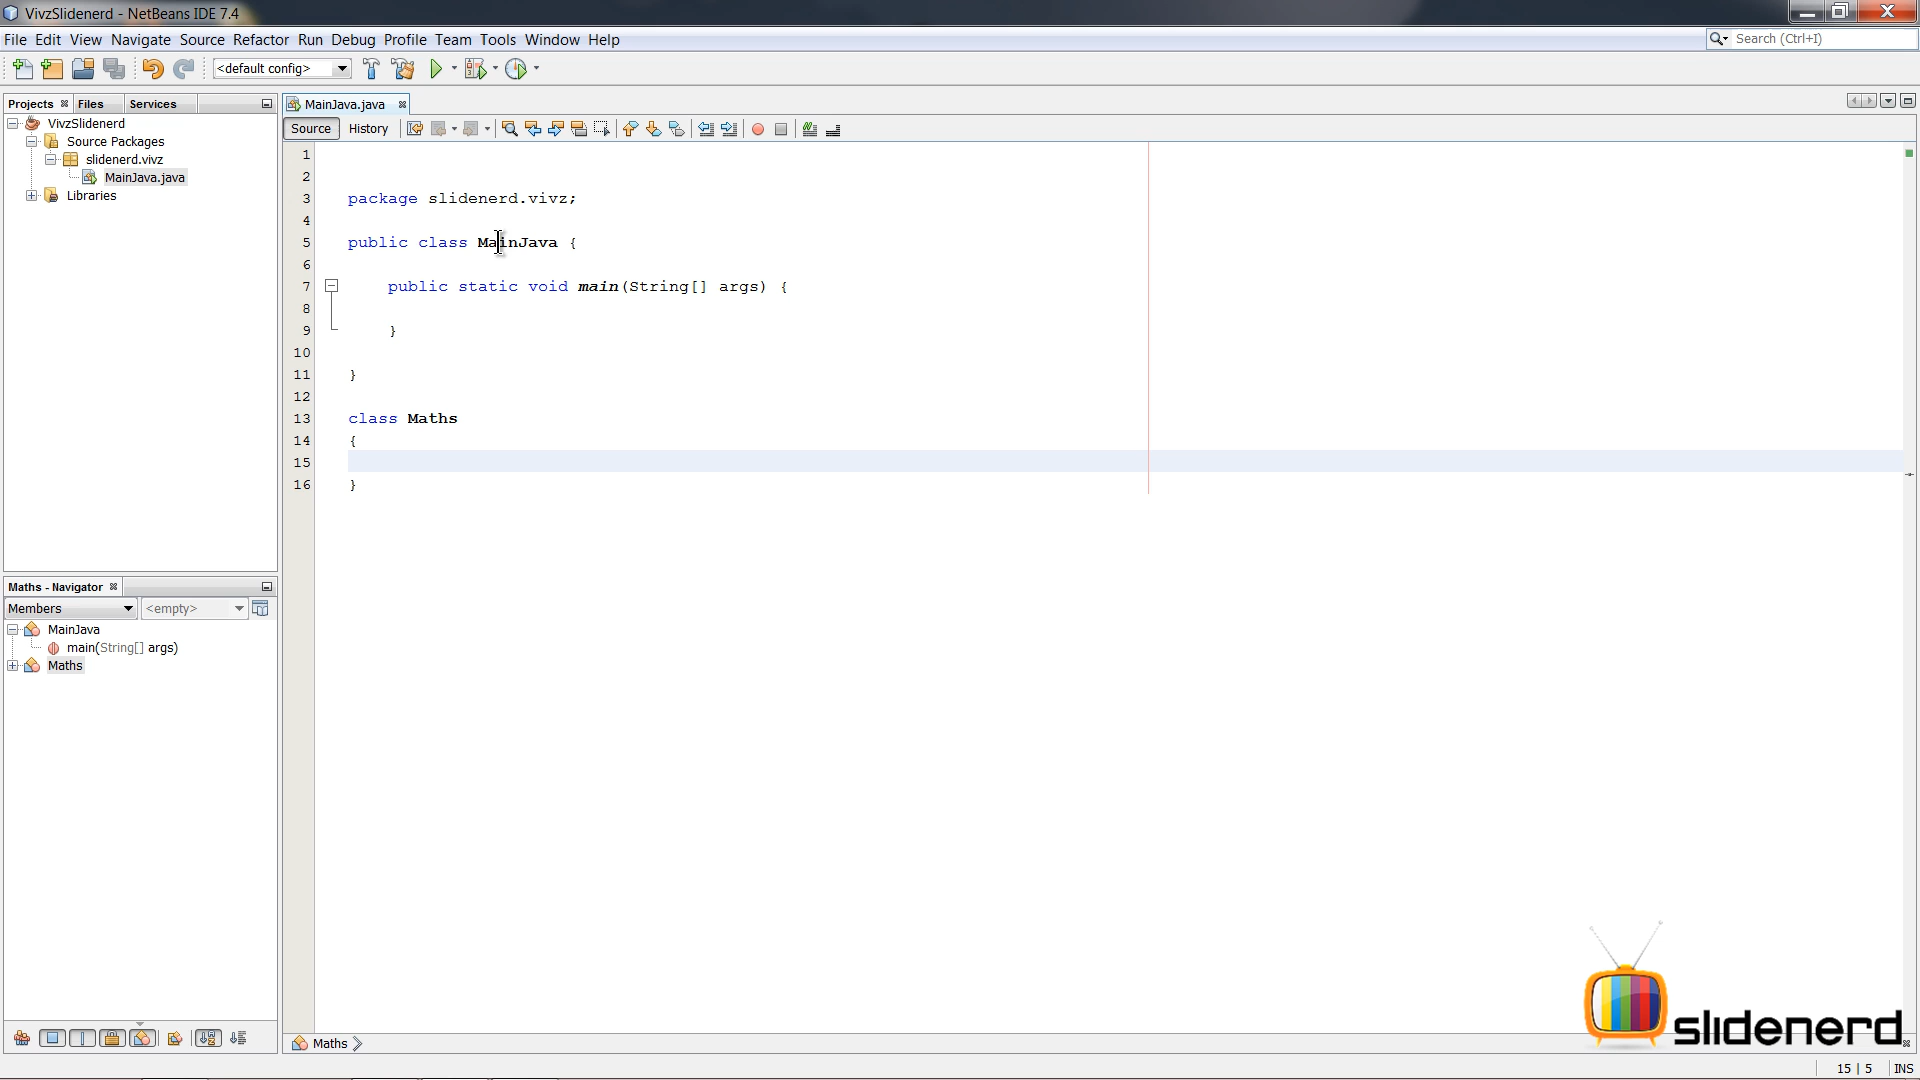 VivzSlidenerd - NetBeans IDE 7.4
File Edit View Navigate Source Refactor Run Debug Profile Team Tools Window Help
Search (Ctrl+I)
<default config>
Projects Files Services
MainJava.java
VivzSlidenerd
Source Packages
slidenerd.vivz
MainJava.java
Libraries
Source History
1
2
3 package slidenerd.vivz;
4
5 public class MainJava {
6
7 public static void main(String[] args) {
8
9 }
10
11 }
12
13 class Maths
14 {
15
16 }
Maths - Navigator
Members <empty>
MainJava
main(String[] args)
Maths
Maths
slidenerd
15 | 5 INS